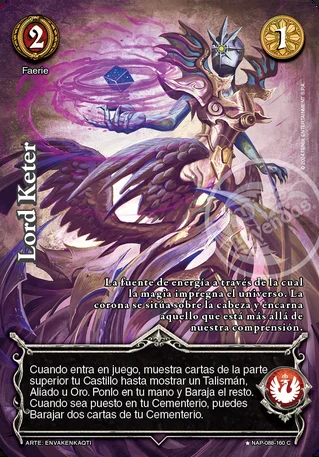 2
1
Faerie
Lord Keter
La fuente de energía a través de la cual
la magia impregna el universo. La
corona se sitúa sobre la cabeza y encarna
aquello que está más allá de
nuestra comprensión.
Cuando entra en juego, muestra cartas de la parte
superior tu Castillo hasta mostrar un Talismán,
Aliado u Oro. Ponlo en tu mano y Baraja el resto.
Cuando sea puesto en tu Cementerio, puedes
Barajar dos cartas de tu Cementerio.
ARTE: ENVAKENKAQTI
★ NAP-088-160 C